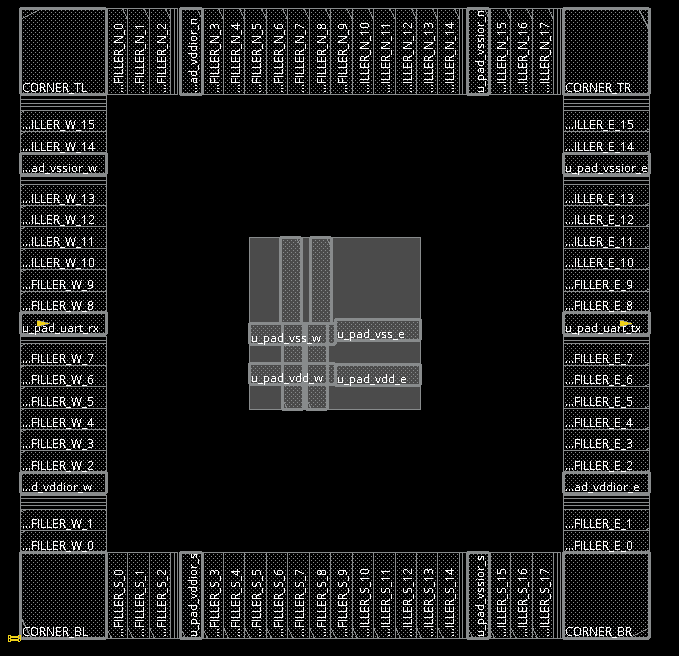 ...FILLER_N_0
...FILLER_N_1
...FILLER_N_2
...ad_vddior_n
...FILLER_N_3
...FILLER_N_4
...FILLER_N_5
...FILLER_N_6
...FILLER_N_7
...FILLER_N_8
...FILLER_N_9
...ILLER_N_10
...ILLER_N_11
...ILLER_N_12
...ILLER_N_13
...ILLER_N_14
u_pad_vssior_n
...ILLER_N_15
...ILLER_N_16
...ILLER_N_17
CORNER_TL
CORNER_TR
...ILLER_W_15
...ILLER_W_14
...ad_vssior_w
...ILLER_W_13
...ILLER_W_12
...ILLER_W_11
...ILLER_W_10
...FILLER_W_9
...FILLER_W_8
u_pad_uart_rx
...FILLER_W_7
...FILLER_W_6
...FILLER_W_5
...FILLER_W_4
...FILLER_W_3
...FILLER_W_2
...d_vddior_w
...FILLER_W_1
...FILLER_W_0
u_pad_vss_w
u_pad_vss_e
u_pad_vdd_w
u_pad_vdd_e
...ILLER_E_15
...ILLER_E_14
u_pad_vssior_e
...ILLER_E_13
...ILLER_E_12
...ILLER_E_11
...ILLER_E_10
...FILLER_E_9
...FILLER_E_8
u_pad_uart_tx
...FILLER_E_7
...FILLER_E_6
...FILLER_E_5
...FILLER_E_4
...FILLER_E_3
...FILLER_E_2
...ad_vddior_e
...FILLER_E_1
...FILLER_E_0
CORNER_BL
...FILLER_S_0
...FILLER_S_1
...FILLER_S_2
u_pad_vddior_s
...FILLER_S_3
...FILLER_S_4
...FILLER_S_5
...FILLER_S_6
...FILLER_S_7
...FILLER_S_8
...FILLER_S_9
...ILLER_S_10
...ILLER_S_11
...ILLER_S_12
...ILLER_S_13
...ILLER_S_14
u_pad_vssior_s
...ILLER_S_15
...ILLER_S_16
...ILLER_S_17
CORNER_BR